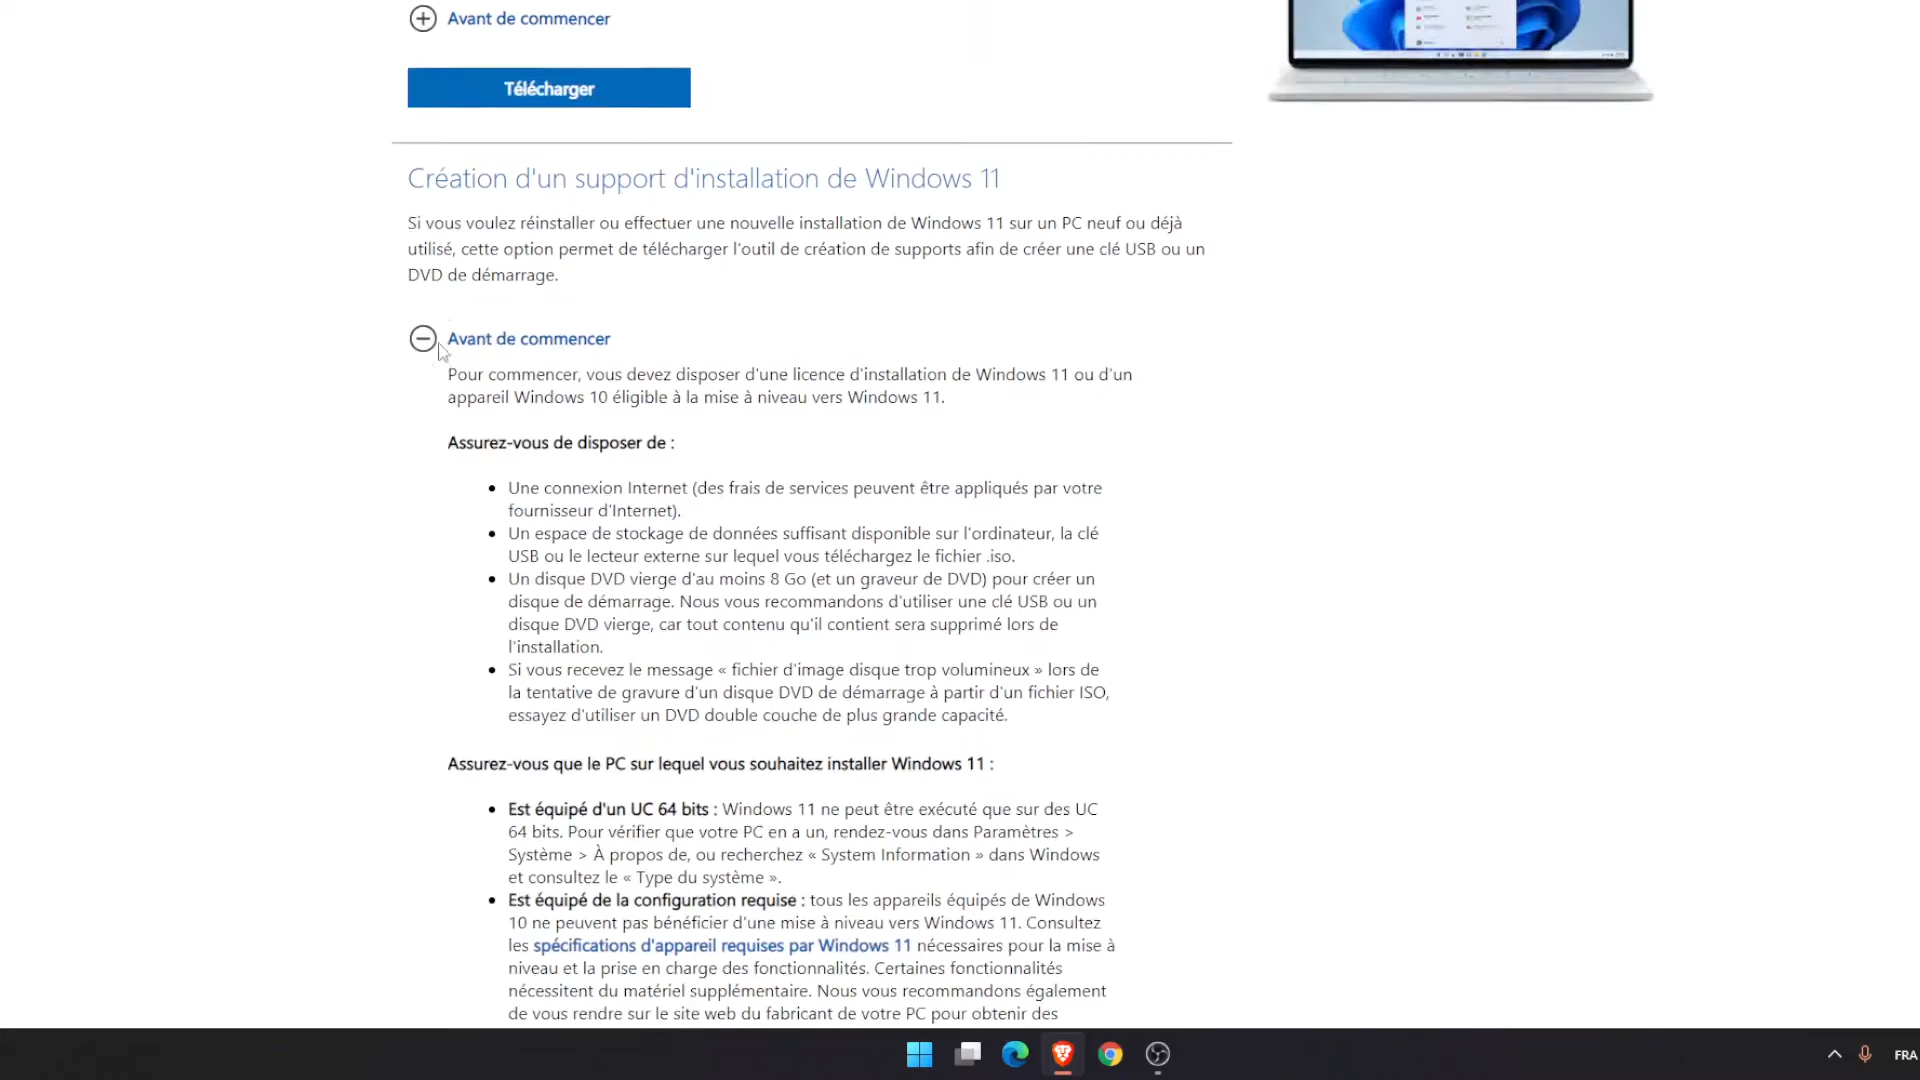 Avant de commencer
Télécharger
Création d'un support d'installation de Windows 11
Si vous voulez réinstaller ou effectuer une nouvelle installation de Windows 11 sur un PC neuf ou déjà
utilisé, cette option permet de télécharger l'outil de création de supports afin de créer une clé USB ou un
DVD de démarrage.
Avant de commencer
Pour commencer, vous devez disposer d'une licence d'installation de Windows 11 ou d'un
appareil Windows 10 éligible à la mise à niveau vers Windows 11.
Assurez-vous de disposer de :
Une connexion Internet (des frais de services peuvent être appliqués par votre
fournisseur d'Internet).
Un espace de stockage de données suffisant disponible sur l'ordinateur, la clé
USB ou le lecteur externe sur lequel vous téléchargez le fichier .iso.
Un disque DVD vierge d'au moins 8 Go (et un graveur de DVD) pour créer un
disque de démarrage. Nous vous recommandons d'utiliser une clé USB ou un
disque DVD vierge, car tout contenu qu'il contient sera supprimé lors de
l'installation.
Si vous recevez le message « fichier d'image disque trop volumineux » lors de
la tentative de gravure d'un disque DVD de démarrage à partir d'un fichier ISO,
essayez d'utiliser un DVD double couche de plus grande capacité.
Assurez-vous que le PC sur lequel vous souhaitez installer Windows 11 :
Est équipé d'un UC 64 bits : Windows 11 ne peut être exécuté que sur des UC
64 bits. Pour vérifier que votre PC en a un, rendez-vous dans Paramètres >
Système > À propos de, ou recherchez « System Information » dans Windows
et consultez le « Type du système ».
Est équipé de la configuration requise : tous les appareils équipés de Windows
10 ne peuvent pas bénéficier d'une mise à niveau vers Windows 11. Consultez
les spécifications d'appareil requises par Windows 11 nécessaires pour la mise à
niveau et la prise en charge des fonctionnalités. Certaines fonctionnalités
nécessitent du matériel supplémentaire. Nous vous recommandons également
de vous rendre sur le site web du fabricant de votre PC pour obtenir des
FRA